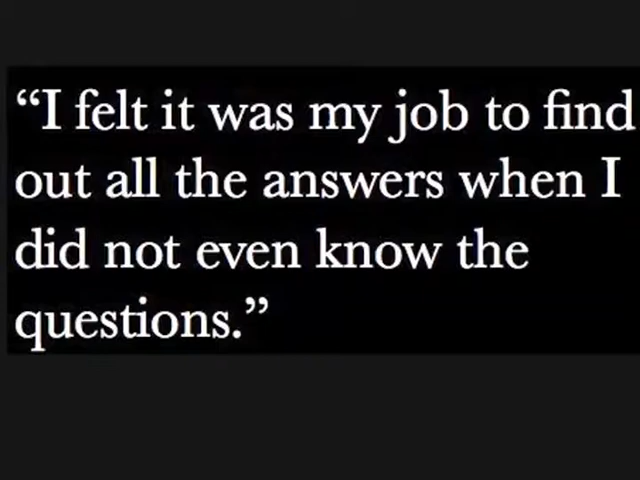 “I felt it was my job to find
out all the answers when I
did not even know the
questions.”